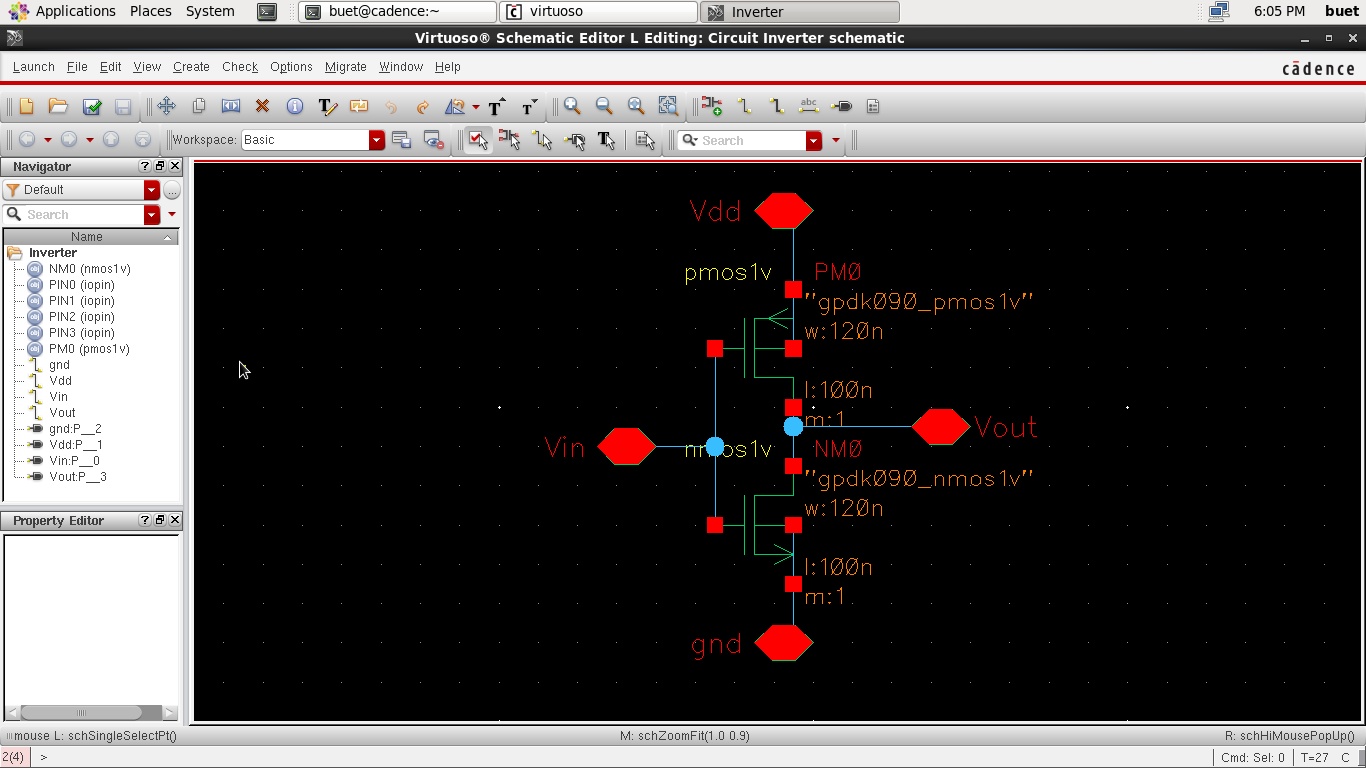 Applications Places System buet@cadence:~ virtuoso Inverter 6:05 PM buet
Virtuoso® Schematic Editor L Editing: Circuit Inverter schematic
Launch File Edit View Create Check Options Migrate Window Help cādence
abc
Workspace: Basic Search
Navigator
Default
Search
Name
Inverter
NM0 (nmos1v)
PIN0 (iopin)
PIN1 (iopin)
PIN2 (iopin)
PIN3 (iopin)
PM0 (pmos1v)
gnd
Vdd
Vin
Vout
gnd:P__2
Vdd:P__1
Vin:P__0
Vout:P__3
Property Editor
Vdd
pmos1v PM0
"gpdk090_pmos1v"
w:120n
l:100n
m:1
Vout
Vin
nmos1v NM0
"gpdk090_nmos1v"
w:120n
l:100n
m:1
gnd
mouse L: schSingleSelectPt() M: schZoomFit(1.0 0.9) R: schHiMousePopUp()
2(4) > Cmd: Sel: 0 T=27 C